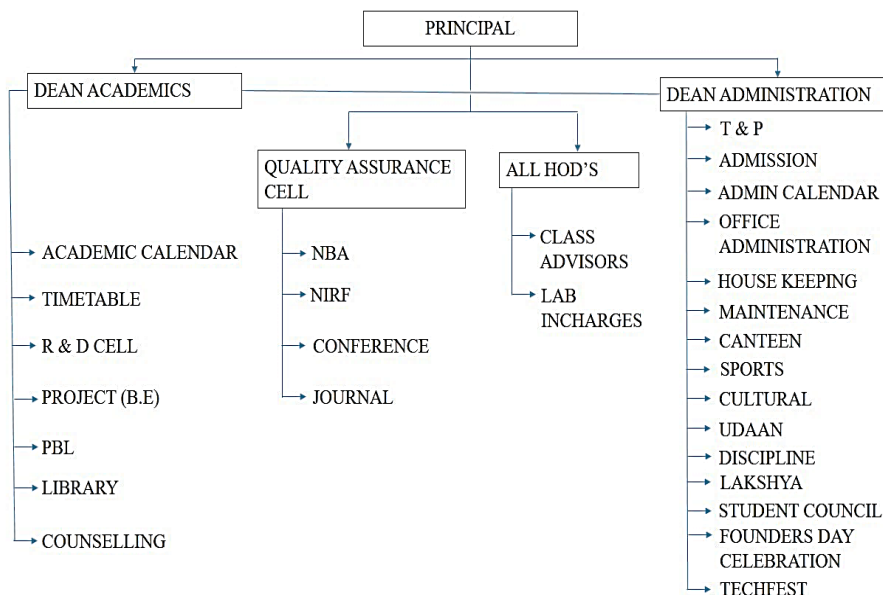 PRINCIPAL
DEAN ACADEMICS
DEAN ADMINISTRATION
QUALITY ASSURANCE
CELL
ALL HOD'S
ACADEMIC CALENDAR
TIMETABLE
R & D CELL
PROJECT (B.E)
PBL
LIBRARY
COUNSELLING
NBA
NIRF
CONFERENCE
JOURNAL
CLASS
ADVISORS
LAB
INCHARGES
T & P
ADMISSION
ADMIN CALENDAR
OFFICE
ADMINISTRATION
HOUSE KEEPING
MAINTENANCE
CANTEEN
SPORTS
CULTURAL
UDAAN
DISCIPLINE
LAKSHYA
STUDENT COUNCIL
FOUNDERS DAY
CELEBRATION
TECHFEST